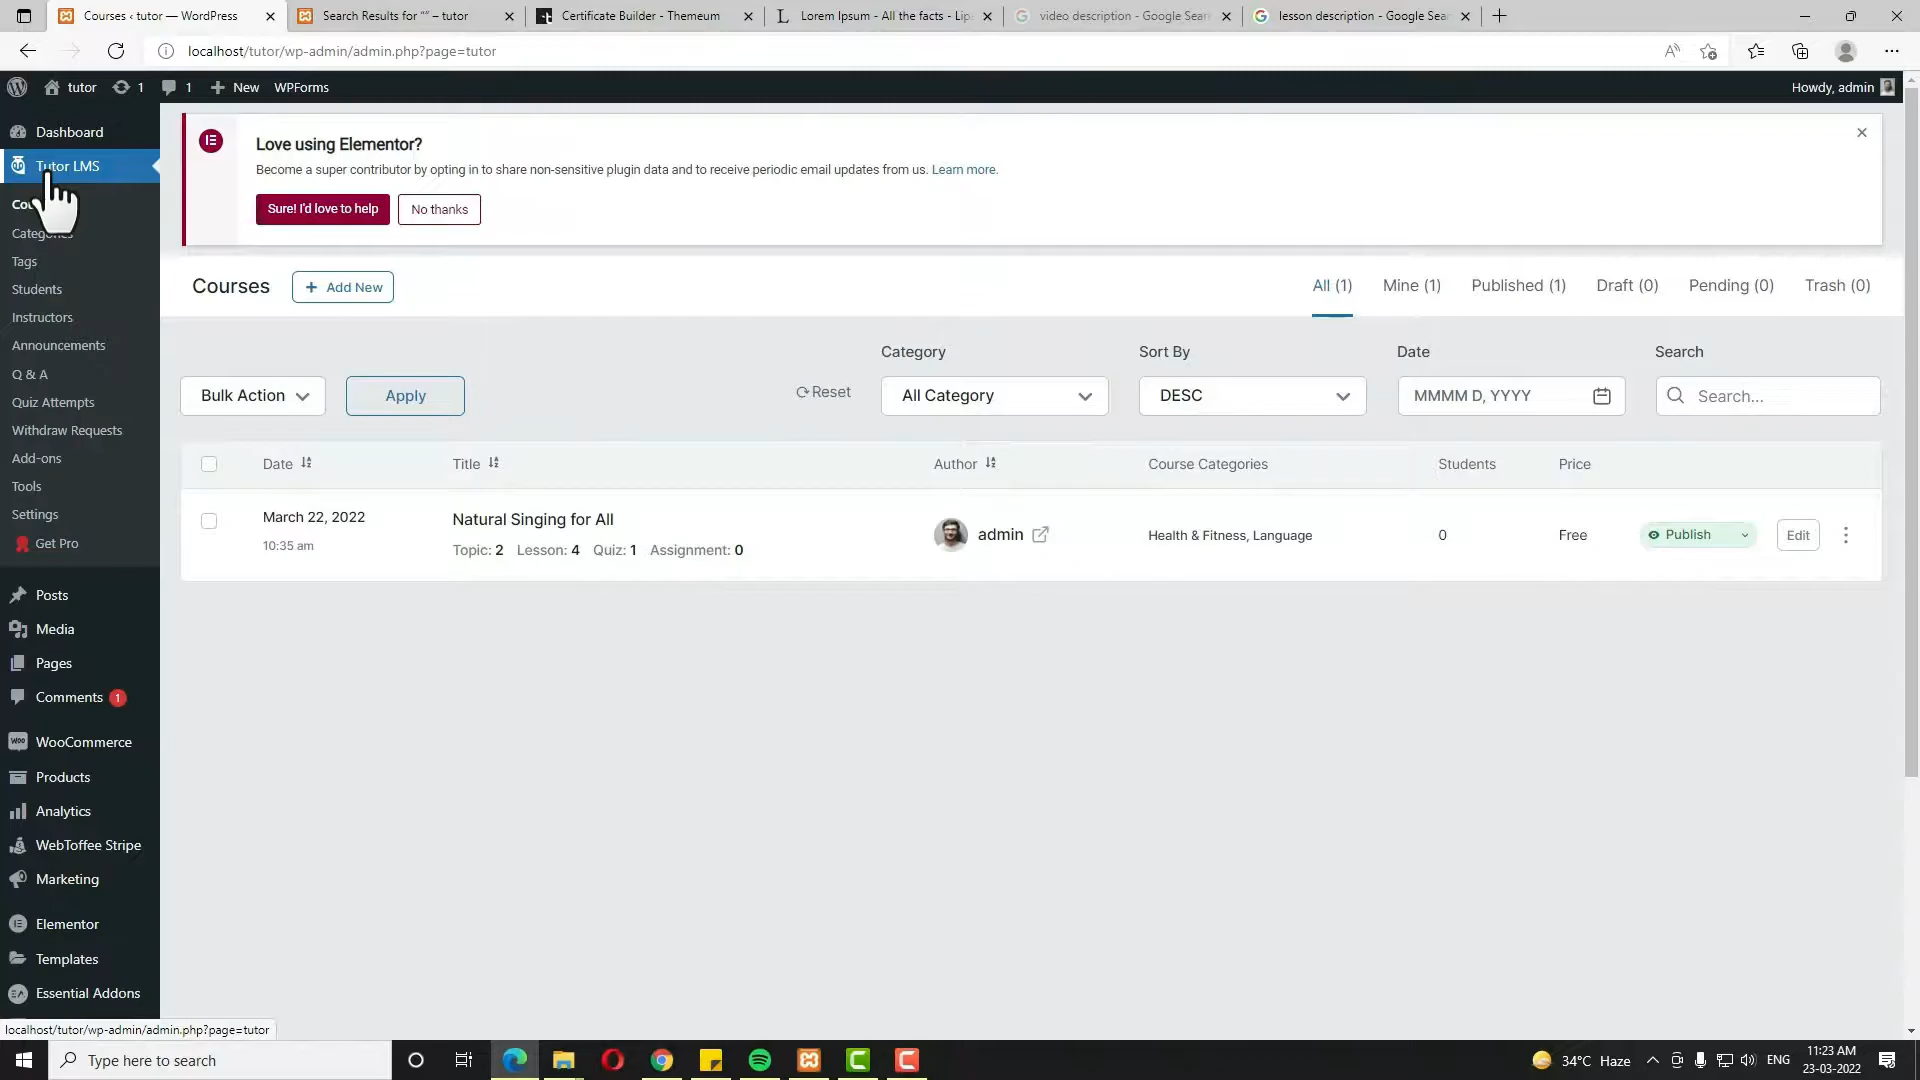 Courses ‹ tutor — WordPress
Search Results for “” – tutor
Certificate Builder - Themeum
Lorem Ipsum - All the facts - Lip
video description - Google Sear
lesson description - Google Sea
localhost/tutor/wp-admin/admin.php?page=tutor
tutor 1 1 New WPForms
Howdy, admin
Dashboard
Tutor LMS
Categories
Tags
Students
Instructors
Announcements
Q & A
Quiz Attempts
Withdraw Requests
Add-ons
Tools
Settings
Get Pro
Posts
Media
Pages
Comments 1
WooCommerce
Products
Analytics
WebToffee Stripe
Marketing
Elementor
Templates
Essential Addons
localhost/tutor/wp-admin/admin.php?page=tutor
Love using Elementor?
Become a super contributor by opting in to share non-sensitive plugin data and to receive periodic email updates from us. Learn more.
Sure! I'd love to help No thanks
Courses + Add New
All (1) Mine (1) Published (1) Draft (0) Pending (0) Trash (0)
Category Sort By Date Search
Bulk Action Apply Reset All Category DESC MMMM D, YYYY Search...
Date Title Author Course Categories Students Price
March 22, 2022
10:35 am
Natural Singing for All
Topic: 2 Lesson: 4 Quiz: 1 Assignment: 0
admin Health & Fitness, Language 0 Free Publish Edit
Type here to search
34°C Haze
ENG
11:23 AM
23-03-2022